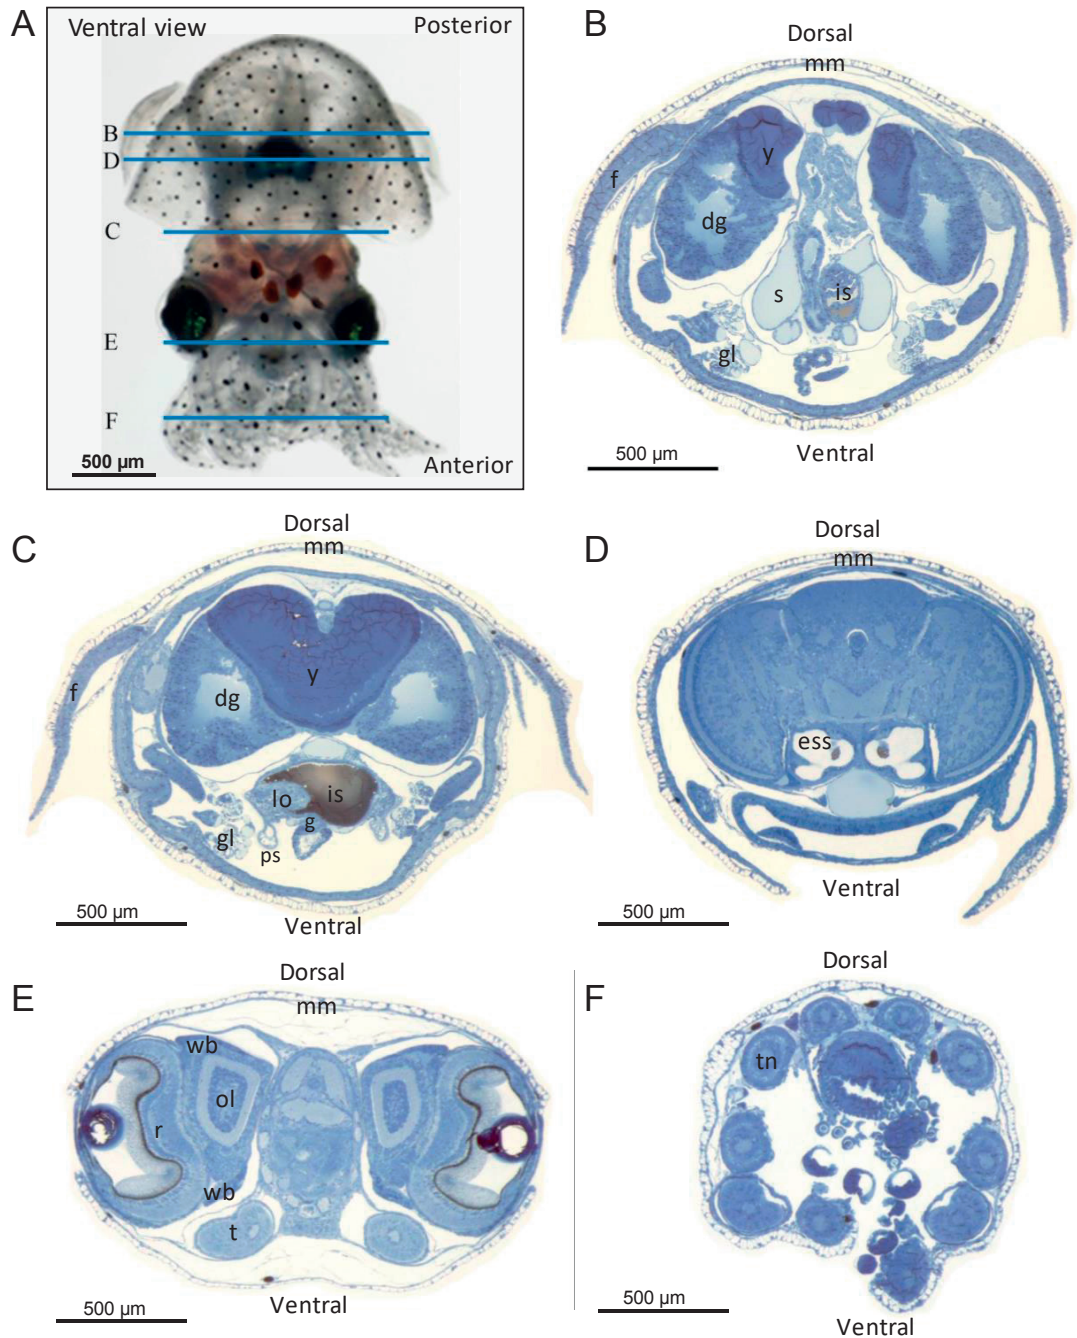 A
Ventral view
Posterior
B
D
C
E
F
500 µm
Anterior
B
Dorsal
mm
y
f
dg
s
is
gl
Ventral
500 µm
C
Dorsal
mm
y
dg
f
lo
is
g
gl
ps
500 µm
Ventral
D
Dorsal
mm
ess
Ventral
500 µm
E
Dorsal
mm
wb
ol
r
wb
t
500 µm
Ventral
F
Dorsal
tn
500 µm
Ventral